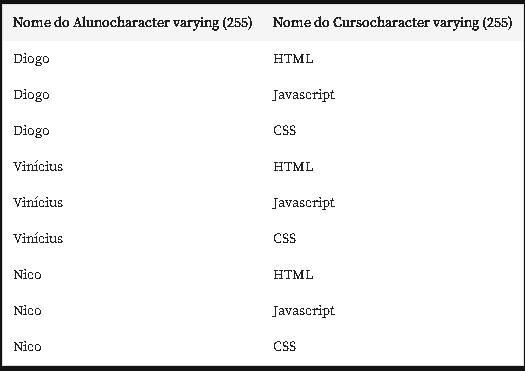 Nome do Alunocharacter varying (255) Nome do Cursocharacter varying (255)
Diogo HTML
Diogo Javascript
Diogo CSS
Vinícius HTML
Vinícius Javascript
Vinícius CSS
Nico HTML
Nico Javascript
Nico CSS